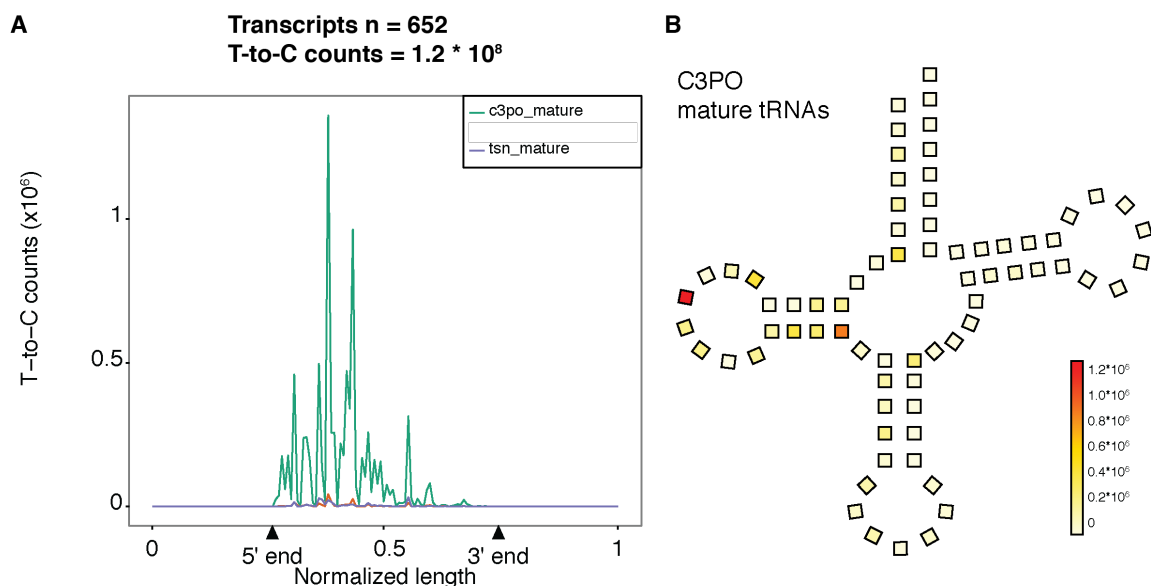 A
Transcripts n = 652
T-to-C counts = 1.2 * 10⁸
T−to−C counts (x10⁶)
1
0.5
0
c3po_mature
tsn_mature
0
0.5
1
5' end
3' end
Normalized length
B
C3PO
mature tRNAs
1.2*10⁶
1.0*10⁶
0.8*10⁶
0.6*10⁶
0.4*10⁶
0.2*10⁶
0